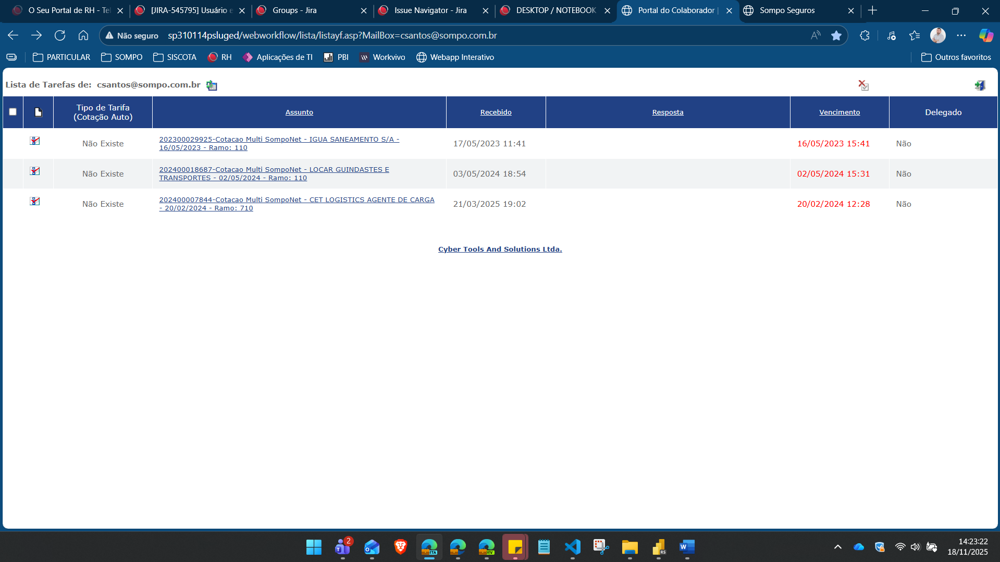 O Seu Portal de RH - Tel
[JIRA-545795] Usuário e
Groups - Jira
Issue Navigator - Jira
DESKTOP / NOTEBOOK
Portal do Colaborador |
Sompo Seguros
Não seguro
sp310114psluged/webworkflow/lista/listayf.asp?MailBox=csantos@sompo.com.br
PARTICULAR
SOMPO
SISCOTA
RH
Aplicações de TI
PBI
Workvivo
Webapp Interativo
Outros favoritos
Lista de Tarefas de: csantos@sompo.com.br
Tipo de Tarifa
(Cotação Auto)
Assunto
Recebido
Resposta
Vencimento
Delegado
Não Existe
202300029925-Cotacao Multi SompoNet - IGUA SANEAMENTO S/A -
16/05/2023 - Ramo: 110
17/05/2023 11:41
16/05/2023 15:41
Não
Não Existe
202400018687-Cotacao Multi SompoNet - LOCAR GUINDASTES E
TRANSPORTES - 02/05/2024 - Ramo: 110
03/05/2024 18:54
02/05/2024 15:31
Não
Não Existe
202400007844-Cotacao Multi SompoNet - CET LOGISTICS AGENTE DE CARGA
- 20/02/2024 - Ramo: 710
21/03/2025 19:02
20/02/2024 12:28
Não
Cyber Tools And Solutions Ltda.
2
BETA
DEV
RS
14:23:22
18/11/2025